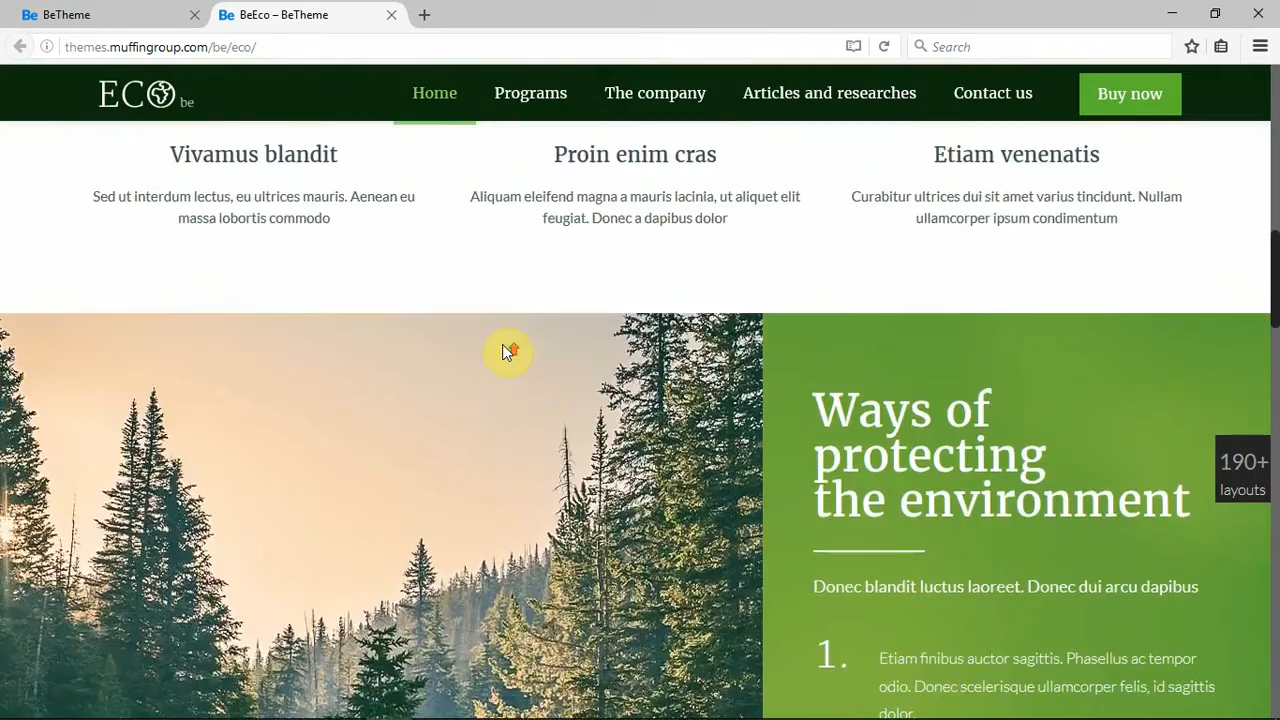 BeTheme
BeEco – BeTheme
themes.muffingroup.com/be/eco/
Search
ECO be
Home
Programs
The company
Articles and researches
Contact us
Buy now
Vivamus blandit
Sed ut interdum lectus, eu ultrices mauris. Aenean eu
massa lobortis commodo
Proin enim cras
Aliquam eleifend magna a mauris lacinia, ut aliquet elit
feugiat. Donec a dapibus dolor
Etiam venenatis
Curabitur ultrices dui sit amet varius tincidunt. Nullam
ullamcorper ipsum condimentum
Ways of
protecting
the environment
190+
layouts
Donec blandit luctus laoreet. Donec dui arcu dapibus
1.
Etiam finibus auctor sagittis. Phasellus ac tempor
odio. Donec scelerisque ullamcorper felis, id sagittis
dolor.